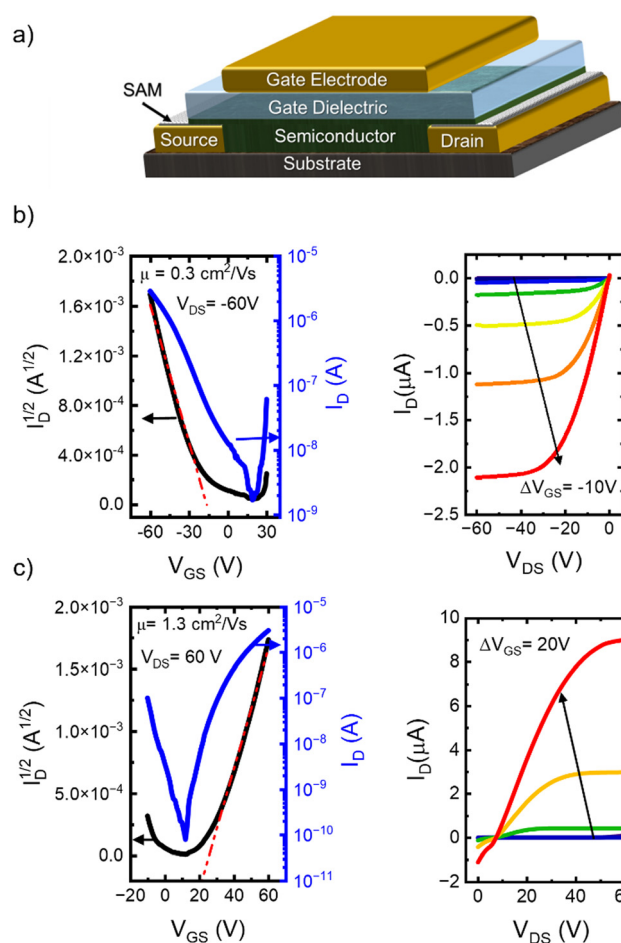 a)
Gate Electrode
SAM
Gate Dielectric
Source
Semiconductor
Drain
Substrate
b)
2.0×10⁻³
1.6×10⁻³
1.2×10⁻³
8.0×10⁻⁴
4.0×10⁻⁴
0.0
I_D^1/2 (A^1/2)
μ = 0.3 cm²/Vs
V_DS= -60V
10⁻⁵
10⁻⁶
10⁻⁷
10⁻⁸
10⁻⁹
I_D (A)
-60 -30 0 30
V_GS (V)
0.0
-0.5
-1.0
-1.5
-2.0
-2.5
I_D(μA)
ΔV_GS= -10V
-60 -40 -20 0
V_DS (V)
c)
2.0×10⁻³
1.5×10⁻³
1.0×10⁻³
5.0×10⁻⁴
0.0
I_D^1/2 (A^1/2)
μ = 1.3 cm²/Vs
V_DS= 60 V
10⁻⁵
10⁻⁶
10⁻⁷
10⁻⁸
10⁻⁹
10⁻¹⁰
10⁻¹¹
I_D (A)
-20 0 20 40 60
V_GS (V)
10
8
6
4
2
0
-2
I_D(μA)
ΔV_GS= 20V
0 20 40
V_DS (V)